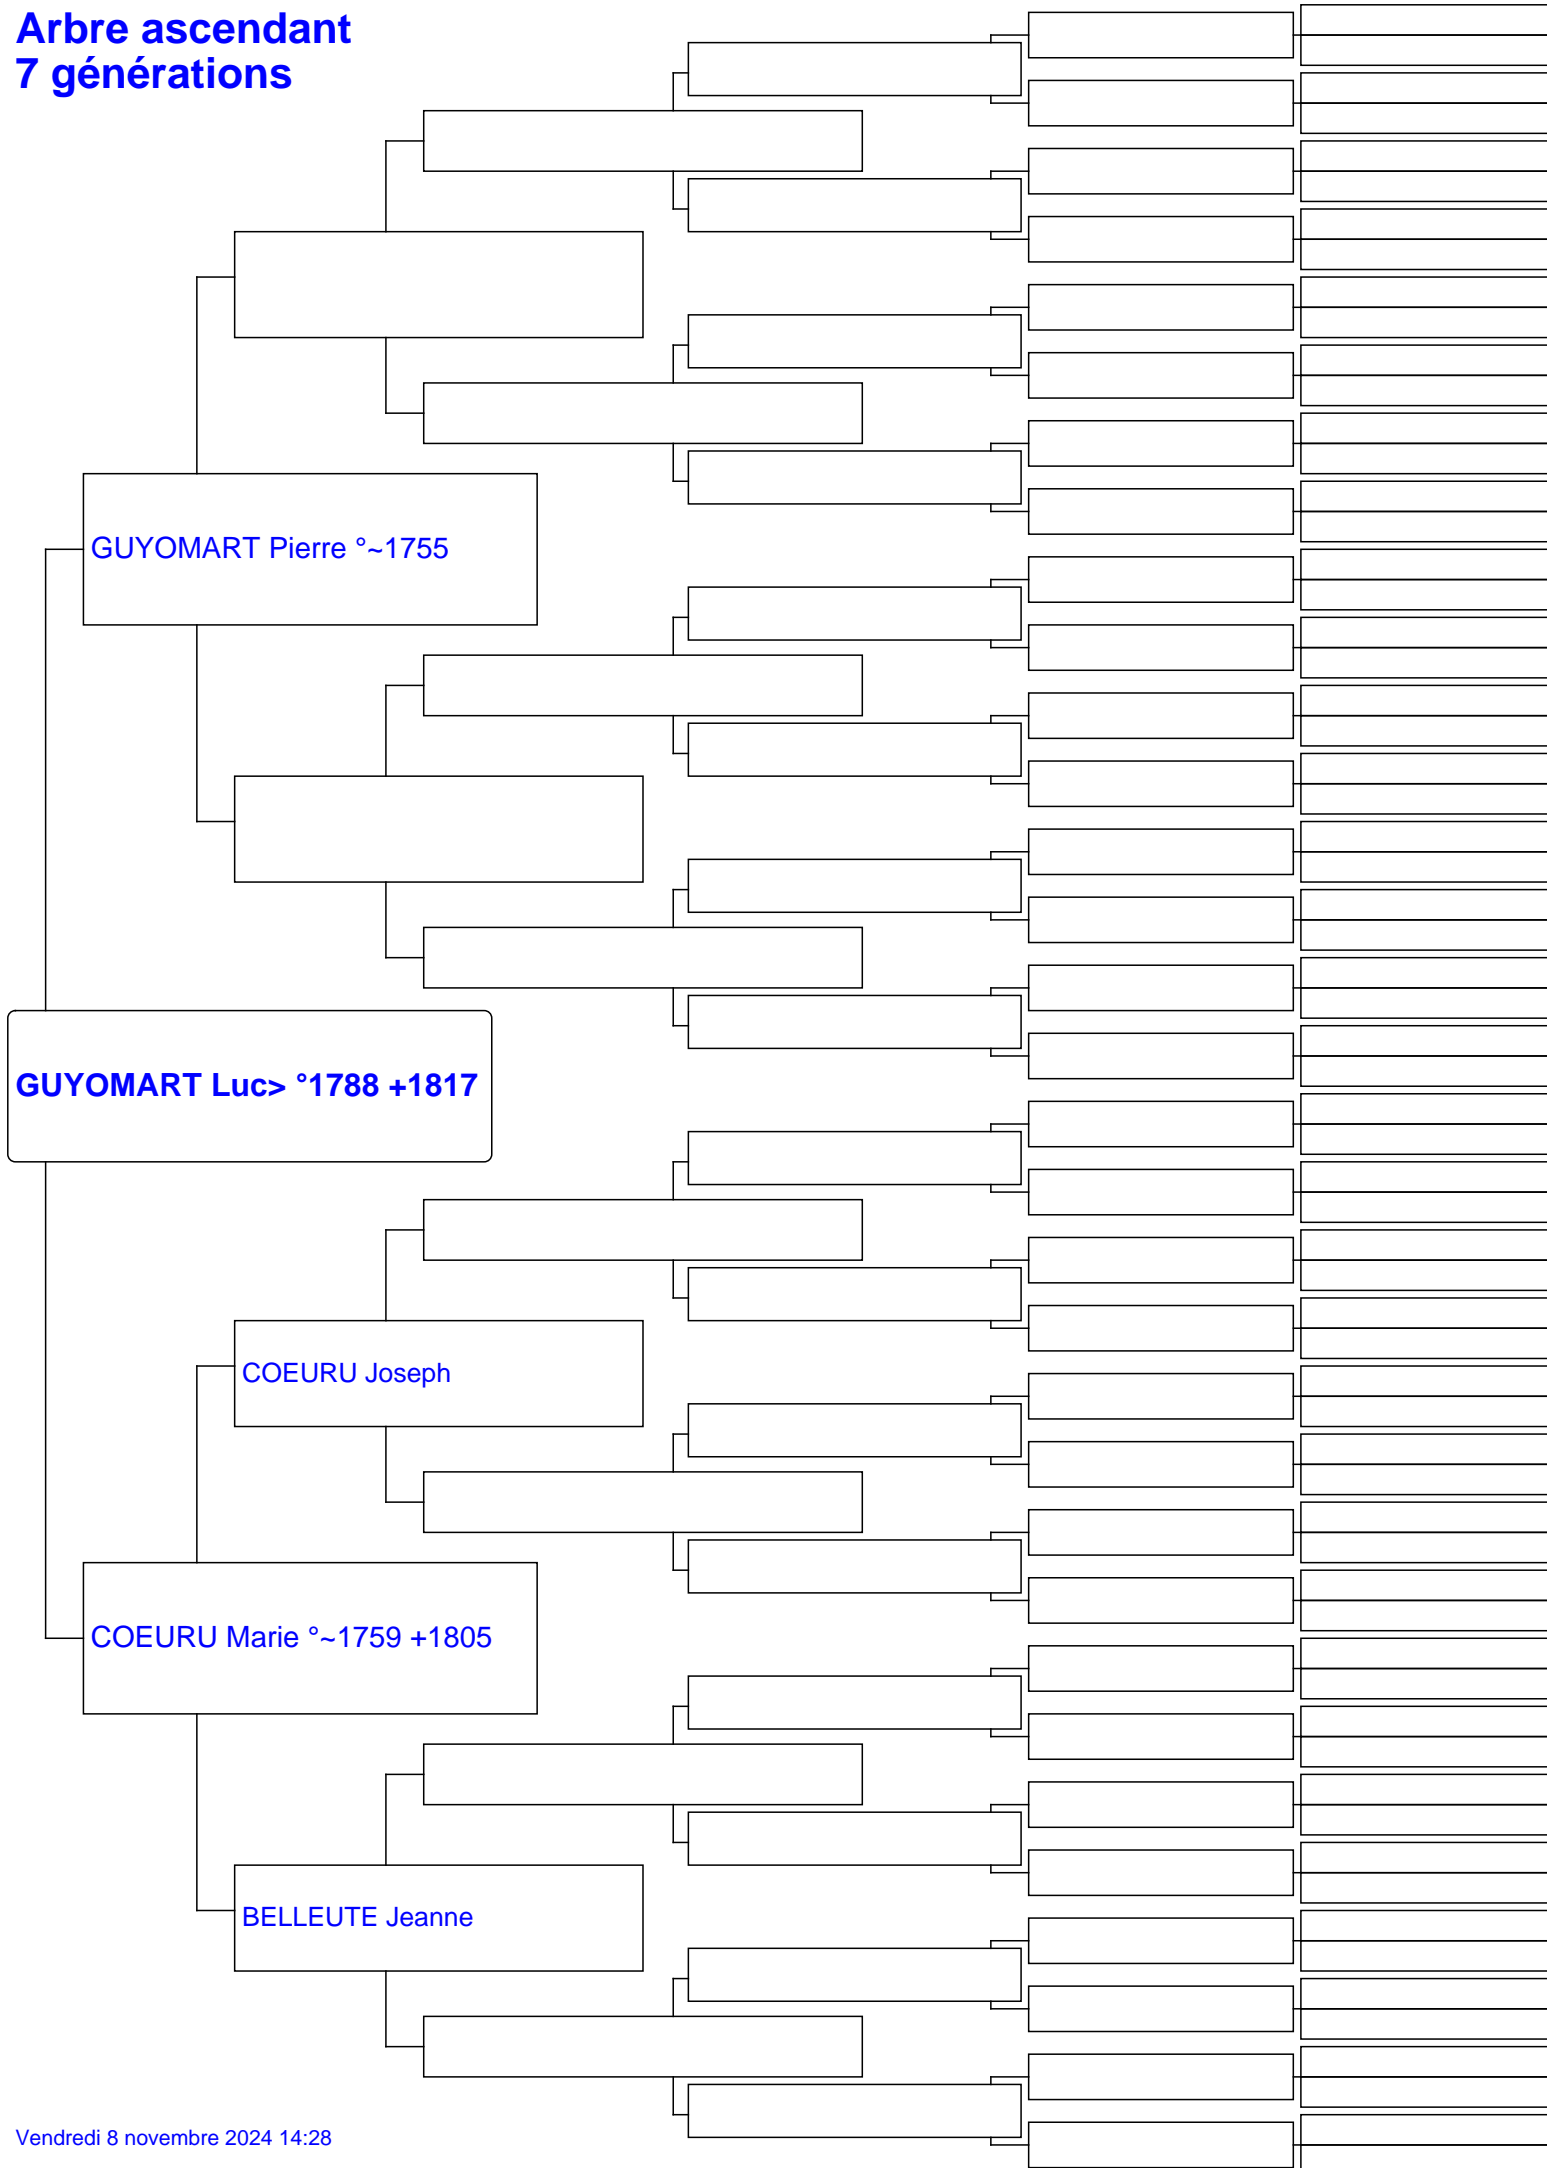 Arbre ascendant
7 générations
GUYOMART Pierre °~1755
GUYOMART Luc> °1788 +1817
COEURU Joseph
COEURU Marie °~1759 +1805
BELLEUTE Jeanne
Vendredi 8 novembre 2024 14:28